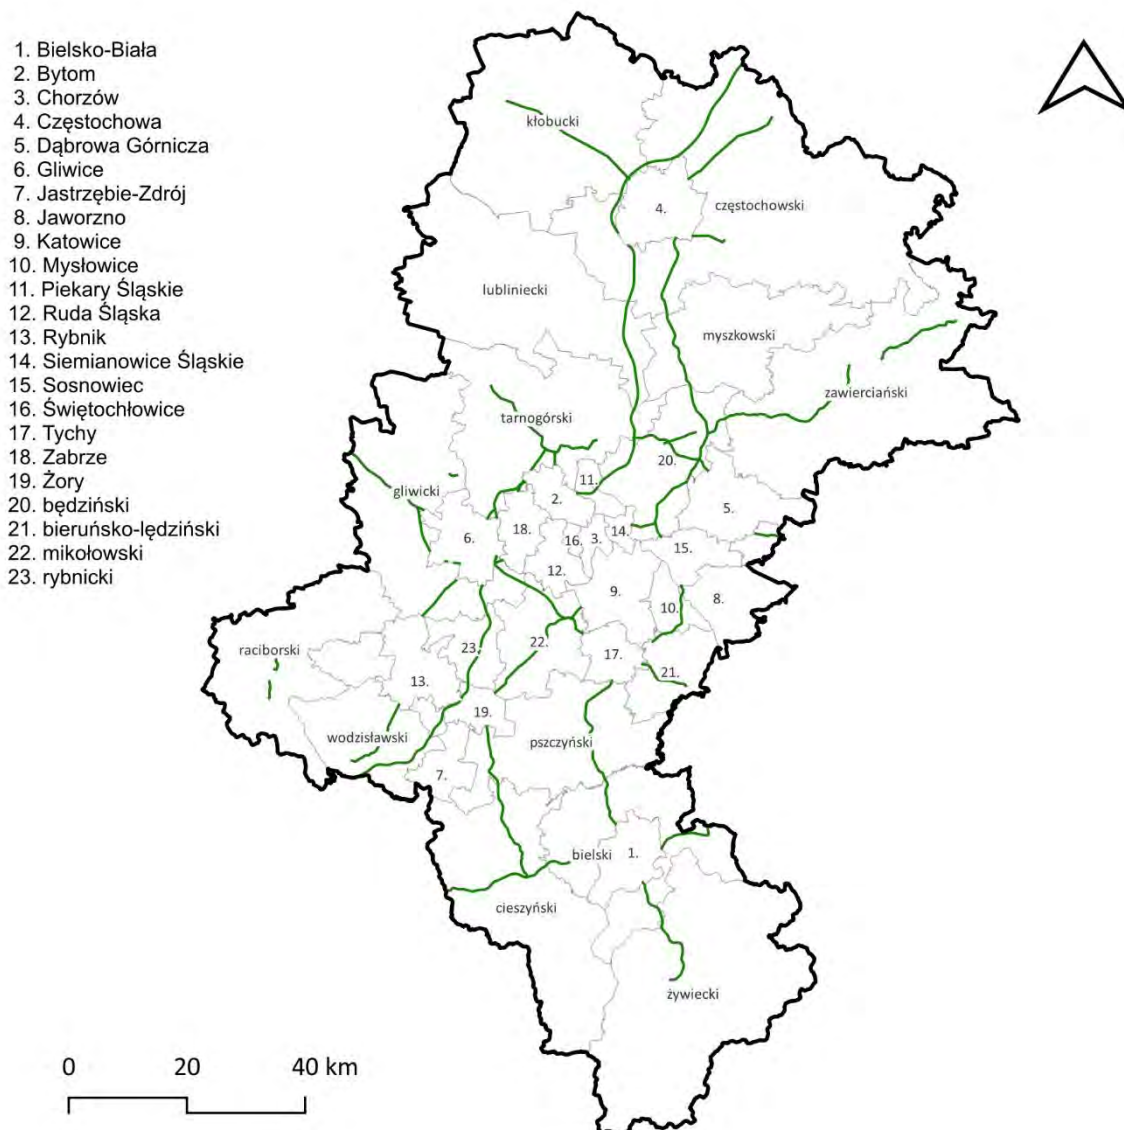 1. Bielsko-Biała
2. Bytom
3. Chorzów
4. Częstochowa
5. Dąbrowa Górnicza
6. Gliwice
7. Jastrzębie-Zdrój
8. Jaworzno
9. Katowice
10. Mysłowice
11. Piekary Śląskie
12. Ruda Śląska
13. Rybnik
14. Siemianowice Śląskie
15. Sosnowiec
16. Świętochłowice
17. Tychy
18. Zabrze
19. Żory
20. będziński
21. bieruńsko-lędziński
22. mikołowski
23. rybnicki
kłobucki
4.
częstochowski
lubliniecki
myszkowski
zawierciański
tarnogórski
20.
11.
gliwicki
2.
5.
6.
18.
16.
3.
14.
15.
12.
9.
10.
8.
raciborski
23.
22.
17.
21.
13.
19.
wodzisławski
pszczyński
7.
bielski
1.
cieszyński
żywiecki
0 20 40 km